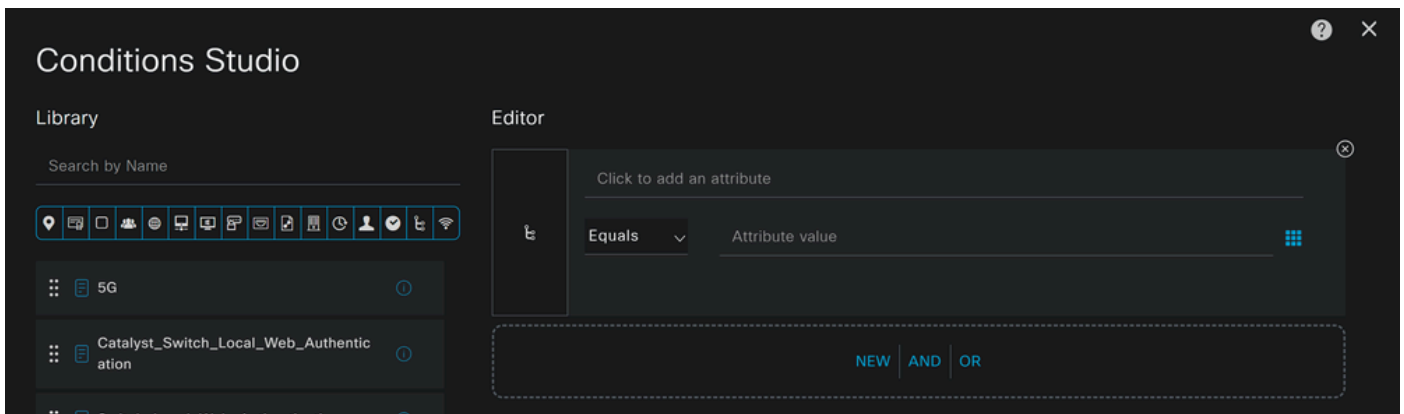 Conditions Studio
Library
Search by Name
5G
Catalyst_Switch_Local_Web_Authentic
ation
Editor
Click to add an attribute
Equals
Attribute value
NEW AND OR